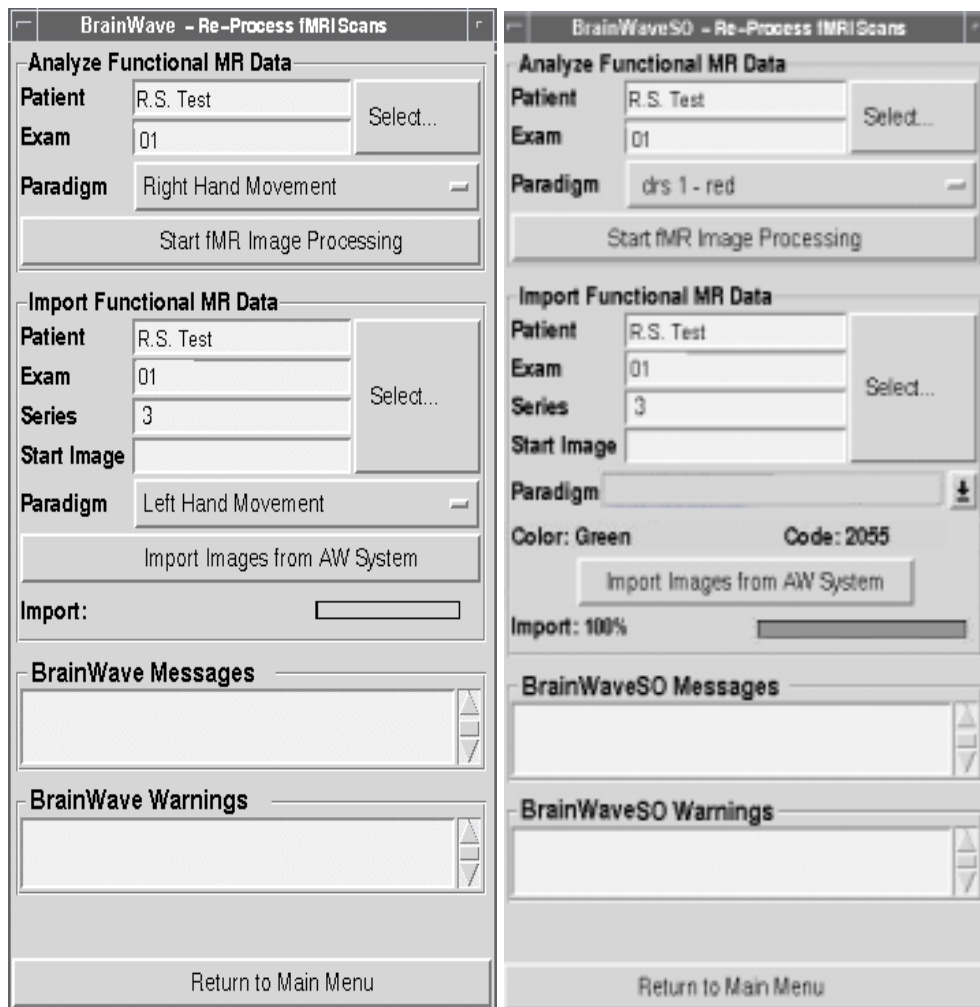 BrainWave - Re-Process fMRI Scans
Analyze Functional MR Data
Patient R.S. Test
Select...
Exam 01
Paradigm Right Hand Movement
Start fMR Image Processing
Import Functional MR Data
Patient R.S. Test
Exam 01
Select...
Series 3
Start Image
Paradigm Left Hand Movement
Import Images from AW System
Import:
BrainWave Messages
BrainWave Warnings
Return to Main Menu
BrainWaveSO - Re-Process fMRI Scans
Analyze Functional MR Data
Patient R.S. Test
Select...
Exam 01
Paradigm drs 1 - red
Start fMR Image Processing
Import Functional MR Data
Patient R.S. Test
Exam 01
Select...
Series 3
Start Image
Paradigm
Color: Green Code: 2055
Import Images from AW System
Import: 100%
BrainWaveSO Messages
BrainWaveSO Warnings
Return to Main Menu